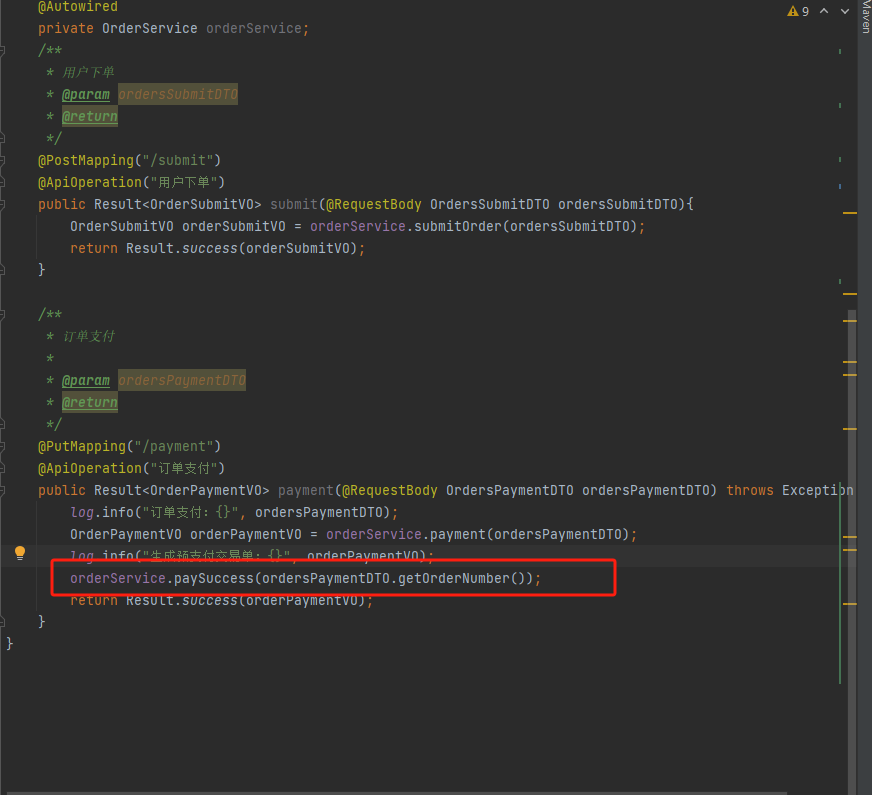 @Autowired
9
Maven
private OrderService orderService;
/**
* 用户下单
* @param ordersSubmitDTO
* @return
*/
@PostMapping("/submit")
@ApiOperation("用户下单")
public Result<OrderSubmitVO> submit(@RequestBody OrdersSubmitDTO ordersSubmitDTO){
OrderSubmitVO orderSubmitVO = orderService.submitOrder(ordersSubmitDTO);
return Result.success(orderSubmitVO);
}
/**
* 订单支付
*
* @param ordersPaymentDTO
* @return
*/
@PutMapping("/payment")
@ApiOperation("订单支付")
public Result<OrderPaymentVO> payment(@RequestBody OrdersPaymentDTO ordersPaymentDTO) throws Exception
log.info("订单支付：{}", ordersPaymentDTO);
OrderPaymentVO orderPaymentVO = orderService.payment(ordersPaymentDTO);
log.info("生成预支付交易单：{}", orderPaymentVO);
orderService.paySuccess(ordersPaymentDTO.getOrderNumber());
return Result.success(orderPaymentVO);
}
}